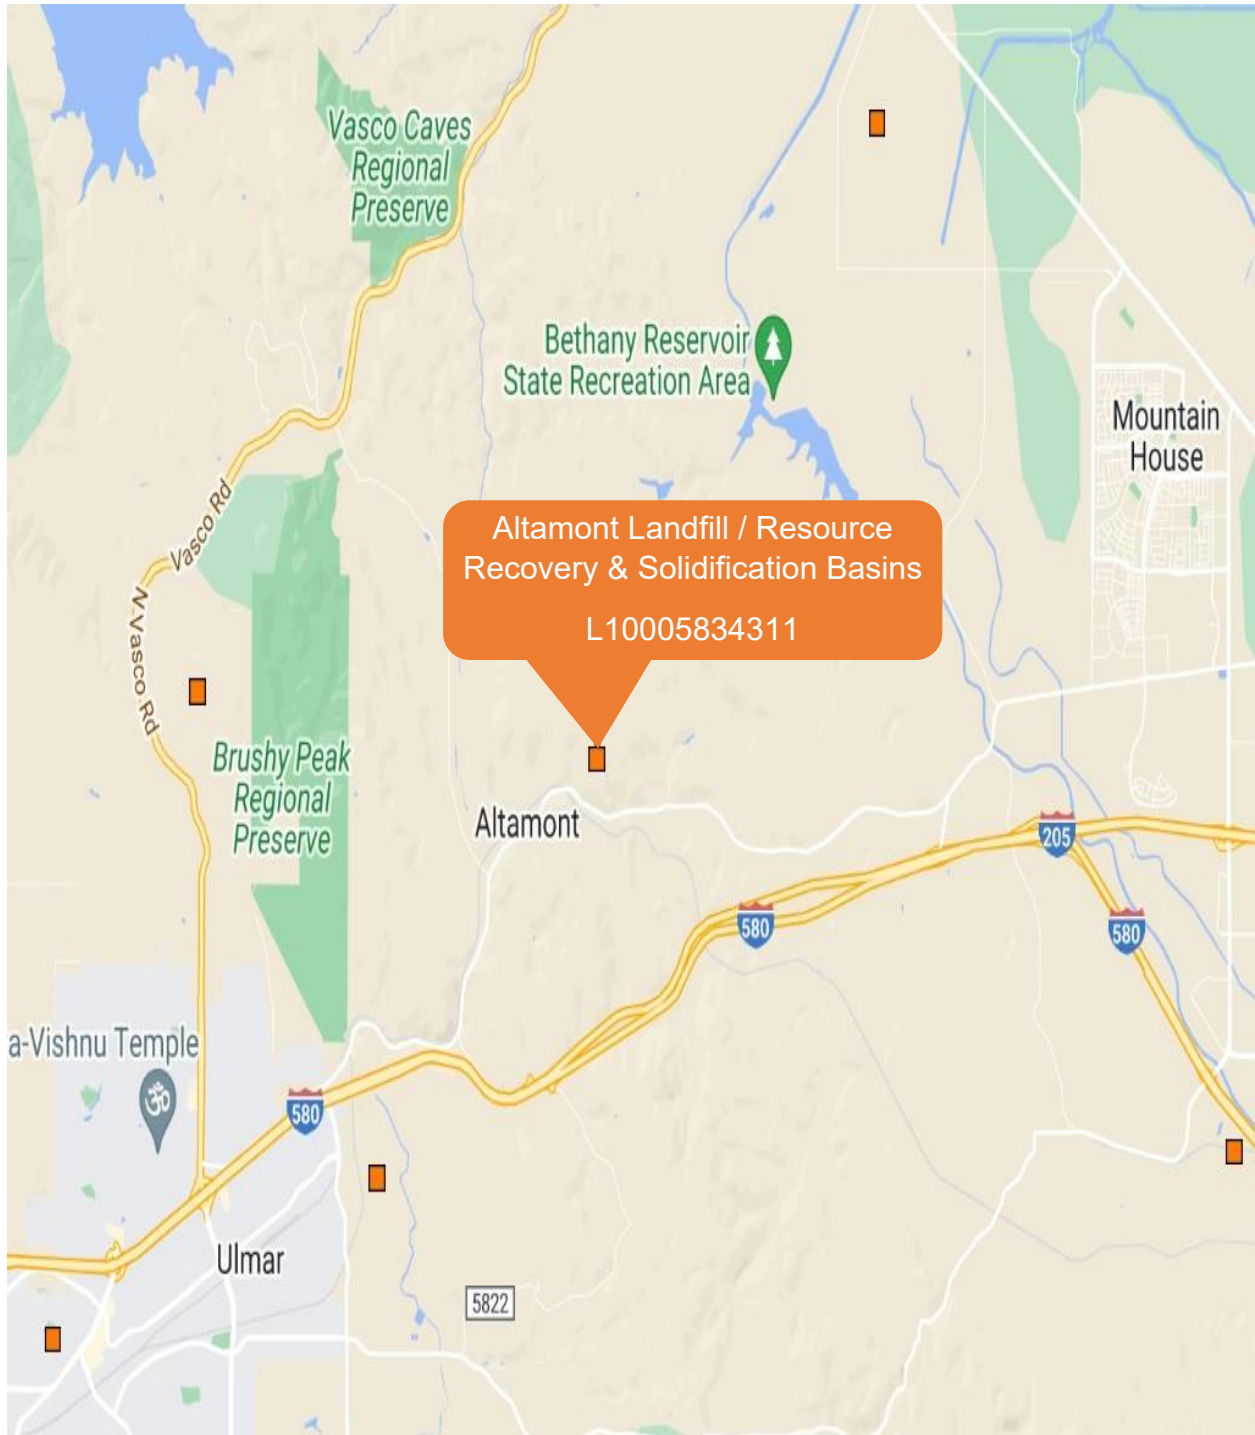 Vasco Caves
Regional
Preserve
Bethany Reservoir
State Recreation Area
Mountain
House
Vasco Rd
N Vasco Rd
Altamont Landfill / Resource
Recovery & Solidification Basins
L10005834311
Brushy Peak
Regional
Preserve
Altamont
205
580
580
a-Vishnu Temple
ॐ
580
Ulmar
5822